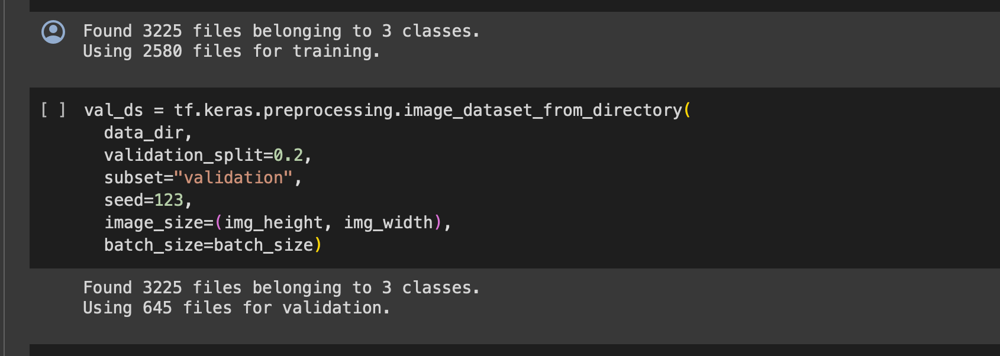 Found 3225 files belonging to 3 classes.
Using 2580 files for training.
[ ] val_ds = tf.keras.preprocessing.image_dataset_from_directory(
  data_dir,
  validation_split=0.2,
  subset="validation",
  seed=123,
  image_size=(img_height, img_width),
  batch_size=batch_size)
Found 3225 files belonging to 3 classes.
Using 645 files for validation.